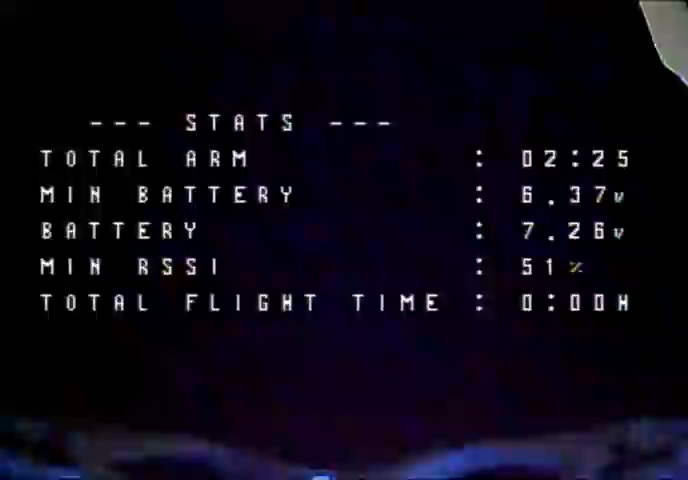 --- STATS ---
TOTAL ARM : 02:25
MIN BATTERY : 6.37V
BATTERY : 7.26V
MIN RSSI : 51%
TOTAL FLIGHT TIME : 0:00H